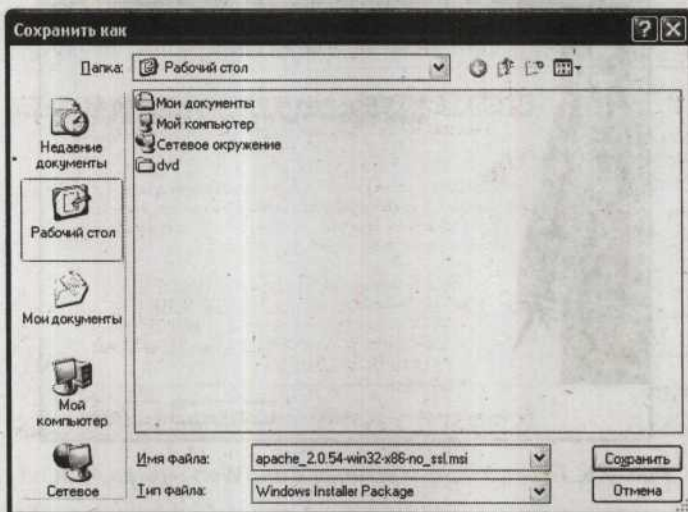 Сохранить как
Папка:
Рабочий стол
Недавние
документы
Рабочий стол
Мои документы
Мой
компьютер
Сетевое
Мои документы
Мой компьютер
Сетевое окружение
dvd
Имя файла:
apache_2.0.54-win32-x86-no_ssl.msi
Сохранить
Тип файла:
Windows Installer Package
Отмена